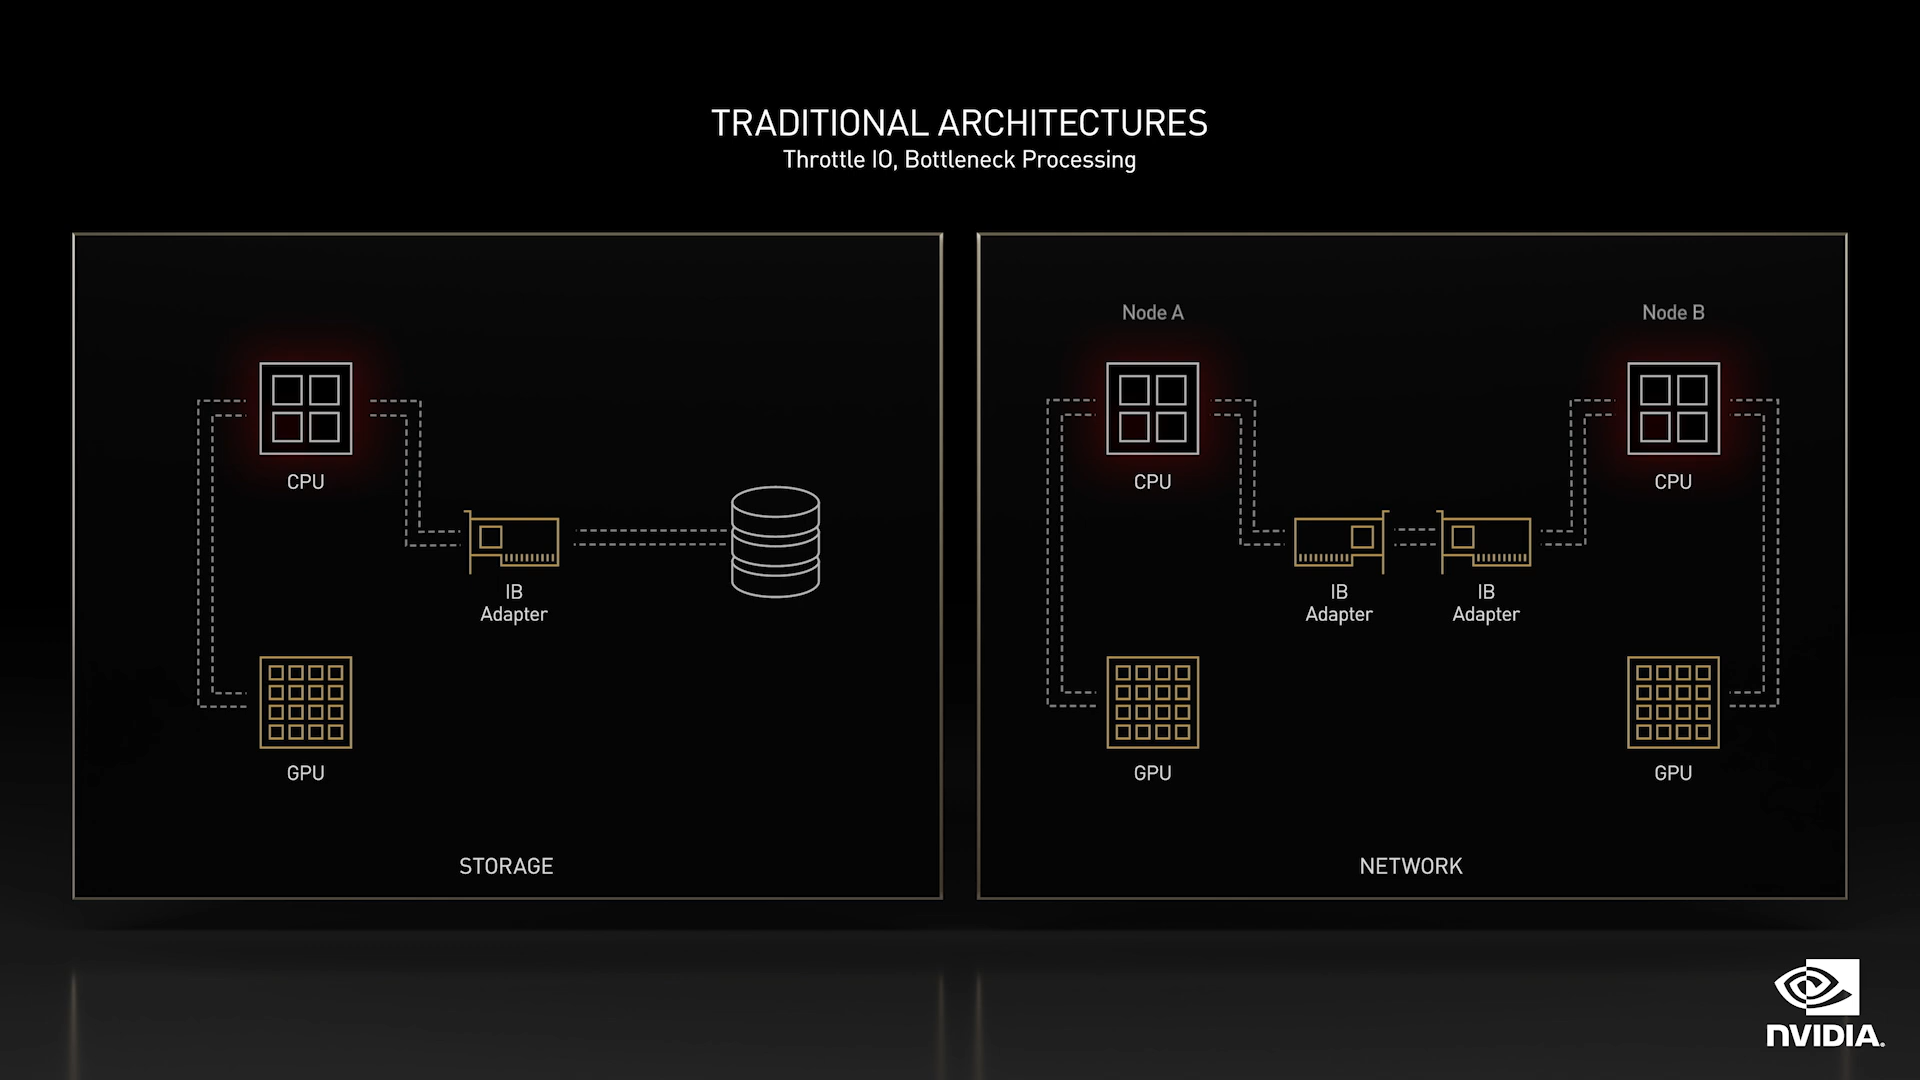 TRADITIONAL ARCHITECTURES
Throttle IO, Bottleneck Processing
CPU
IB
Adapter
GPU
STORAGE
Node A
Node B
CPU
CPU
IB
Adapter
IB
Adapter
GPU
GPU
NETWORK
NVIDIA.